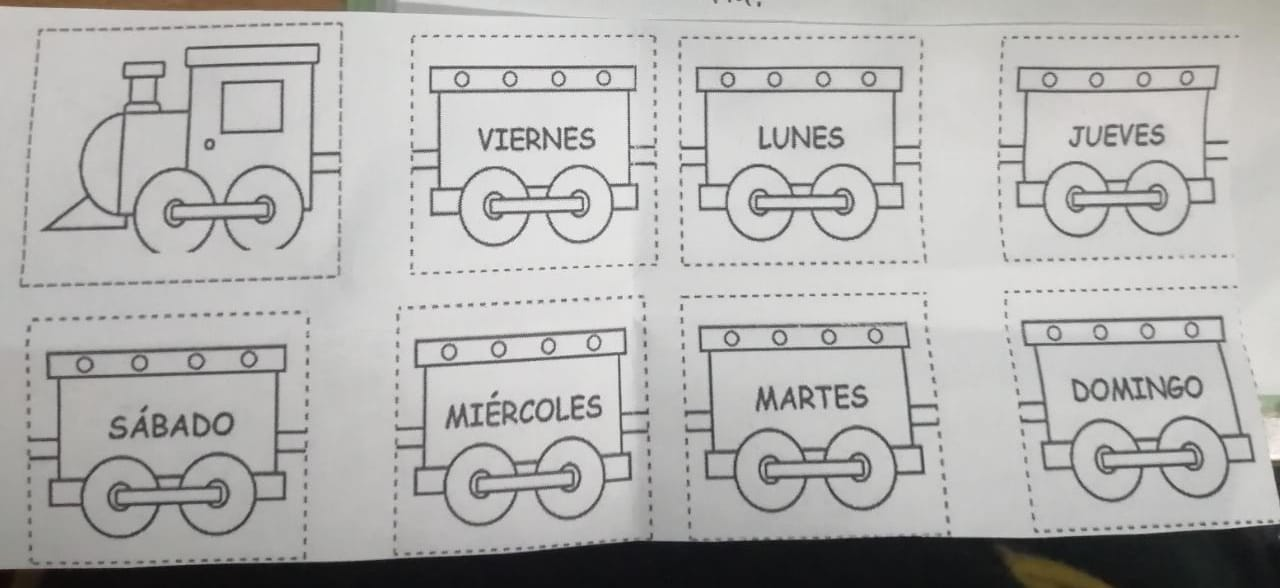 VIERNES
LUNES
JUEVES
SÁBADO
MIÉRCOLES
MARTES
DOMINGO